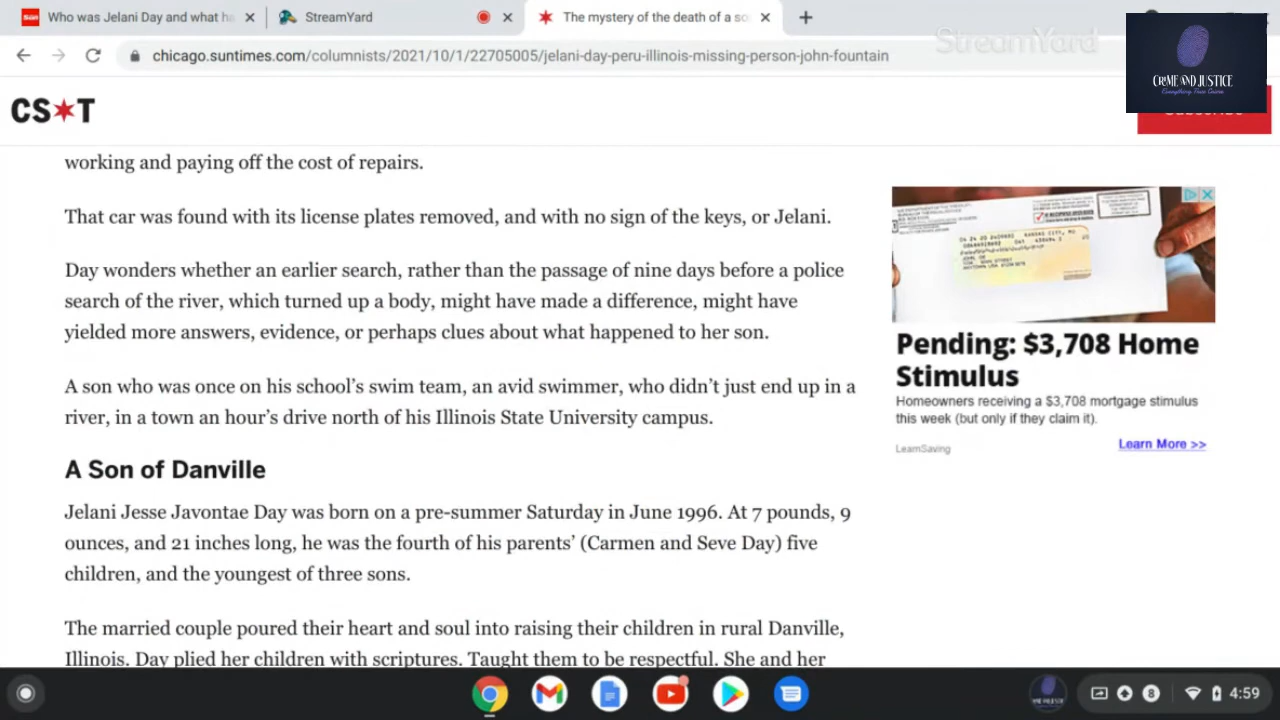 Who was Jelani Day and what ha
StreamYard
The mystery of the death of a so
chicago.suntimes.com/columnists/2021/10/1/22705005/jelani-day-peru-illinois-missing-person-john-fountain
StreamYard
CRIME AND JUSTICE
Everything True Crime
CS T
working and paying off the cost of repairs.
That car was found with its license plates removed, and with no sign of the keys, or Jelani.
Day wonders whether an earlier search, rather than the passage of nine days before a police
search of the river, which turned up a body, might have made a difference, might have
yielded more answers, evidence, or perhaps clues about what happened to her son.
A son who was once on his school's swim team, an avid swimmer, who didn't just end up in a
river, in a town an hour's drive north of his Illinois State University campus.
A Son of Danville
Jelani Jesse Javontae Day was born on a pre-summer Saturday in June 1996. At 7 pounds, 9
ounces, and 21 inches long, he was the fourth of his parents' (Carmen and Seve Day) five
children, and the youngest of three sons.
The married couple poured their heart and soul into raising their children in rural Danville,
Illinois. Day plied her children with scriptures. Taught them to be respectful. She and her
Pending: $3,708 Home
Stimulus
Homeowners receiving a $3,708 mortgage stimulus
this week (but only if they claim it).
LearnSaving
Learn More >>
8
4:59